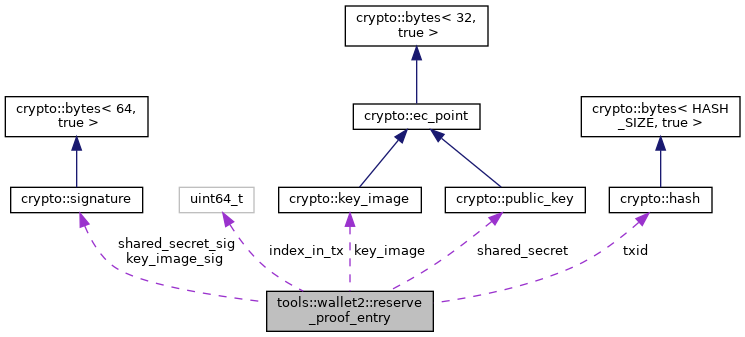 crypto::bytes< 32,
true >
crypto::bytes< 64,
true >
crypto::ec_point
crypto::bytes< HASH
_SIZE, true >
crypto::signature
uint64_t
crypto::key_image
crypto::public_key
crypto::hash
shared_secret_sig
key_image_sig
index_in_tx
key_image
shared_secret
txid
tools::wallet2::reserve
_proof_entry